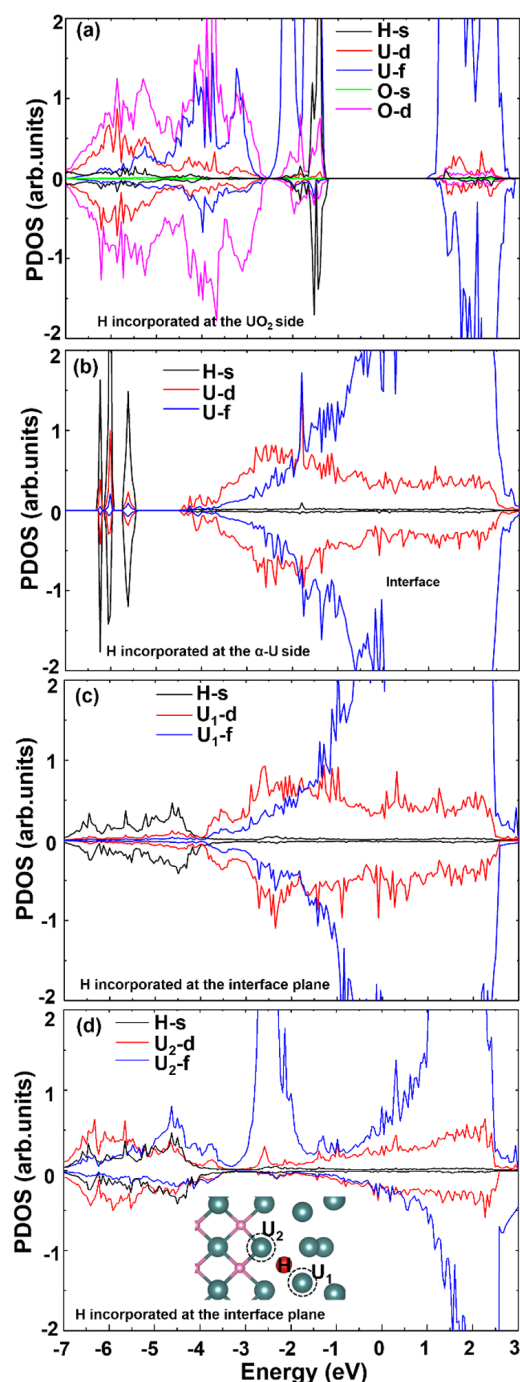 2
(a)
H-s
U-d
U-f
O-s
O-d
1
0
-1
-2
PDOS (arb.units)
H incorporated at the UO2 side
2
(b)
H-s
U-d
U-f
1
0
-1
-2
PDOS (arb.units)
Interface
H incorporated at the α-U side
2
(c)
H-s
U1-d
U1-f
1
0
-1
-2
PDOS (arb.units)
H incorporated at the interface plane
2
(d)
H-s
U2-d
U2-f
1
0
-1
-2
PDOS (arb.units)
U2
H
U1
H incorporated at the interface plane
-7 -6 -5 -4 -3 -2 -1 0 1 2 3
Energy (eV)